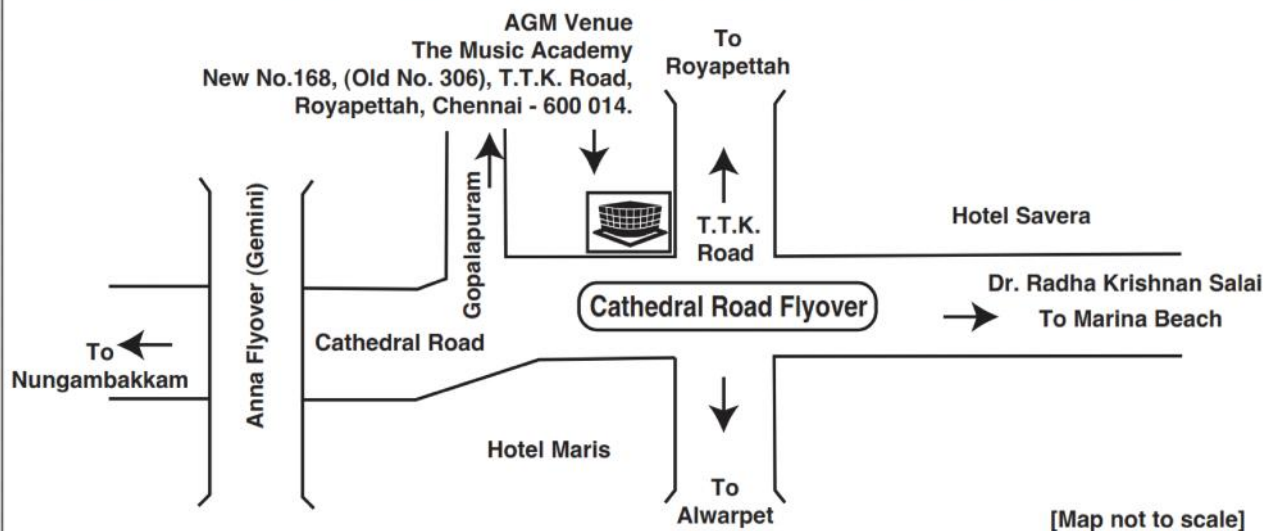 AGM Venue
The Music Academy
New No.168, (Old No. 306), T.T.K. Road,
Royapettah, Chennai - 600 014.
To
Royapettah
Anna Flyover (Gemini)
Gopalapuram
T.T.K.
Road
Hotel Savera
Cathedral Road Flyover
Dr. Radha Krishnan Salai
To Marina Beach
Cathedral Road
To
Nungambakkam
Hotel Maris
To
Alwarpet
[Map not to scale]